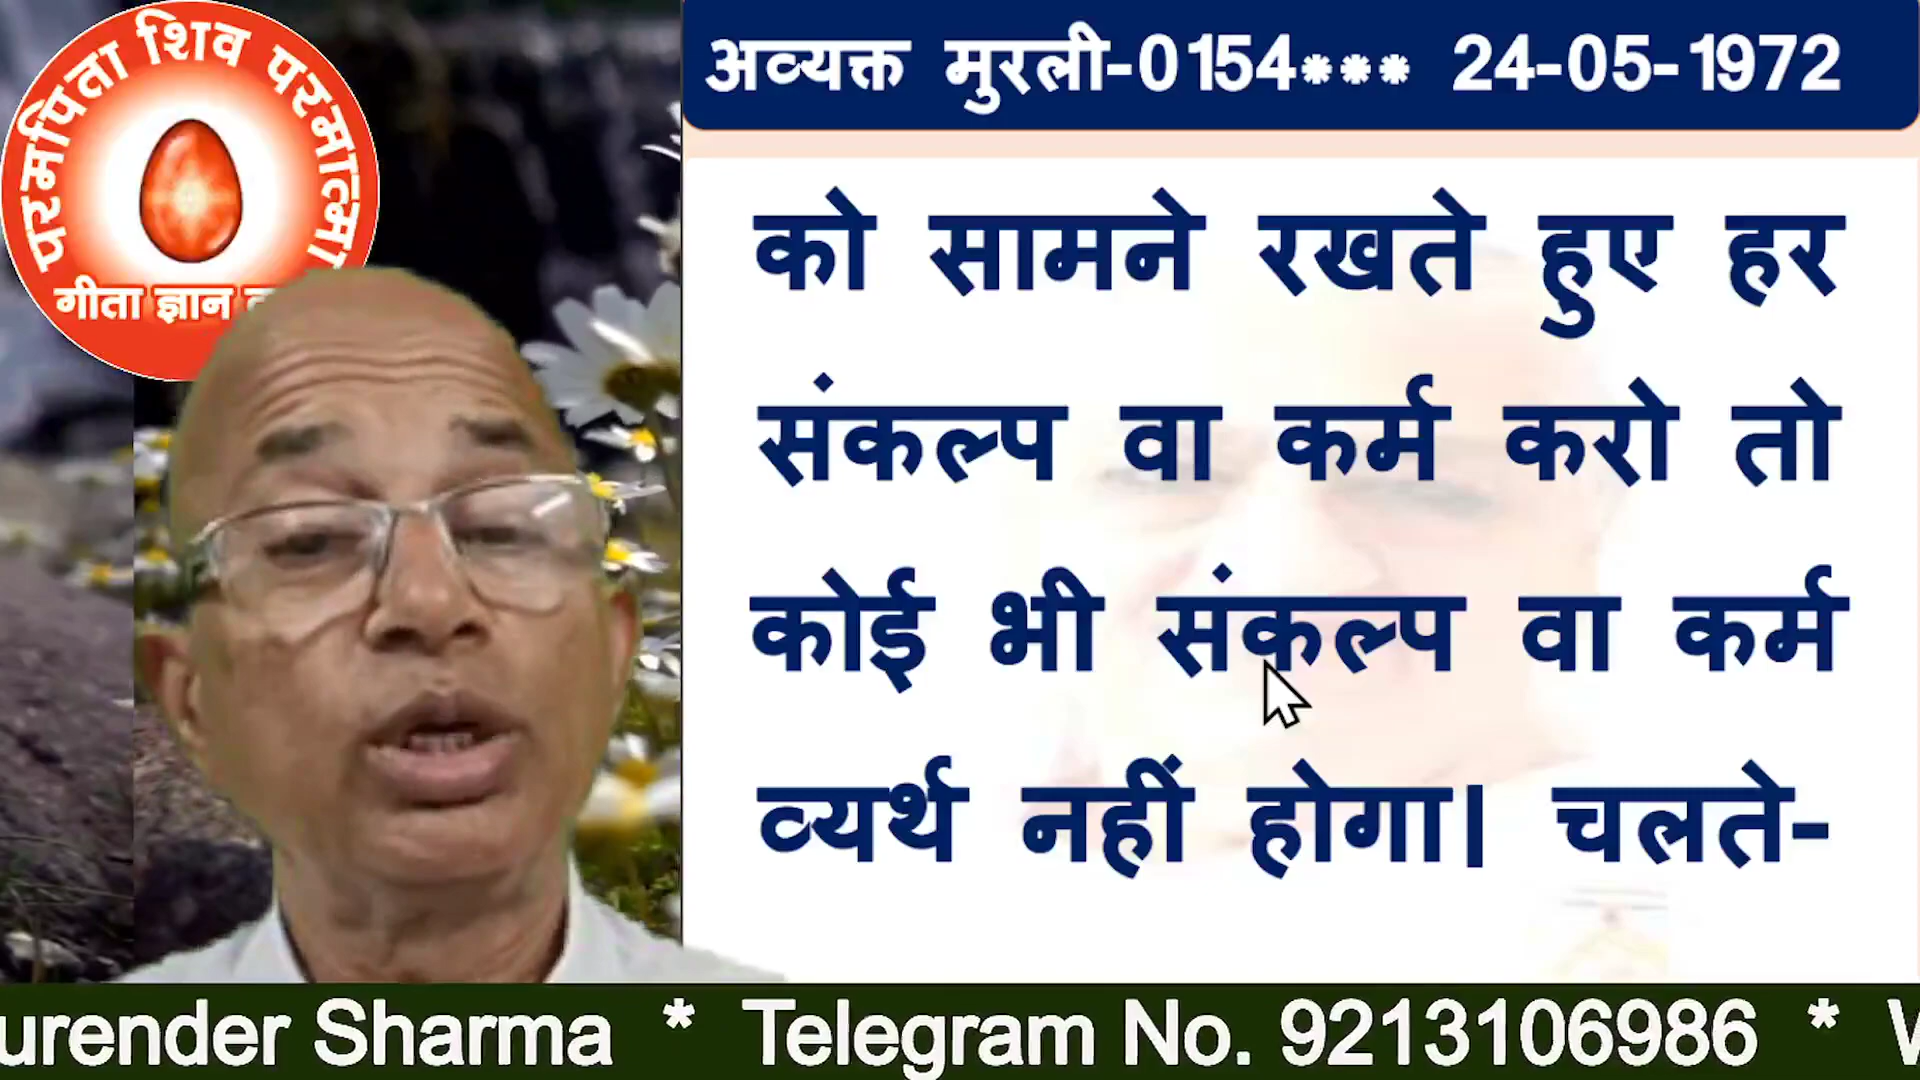 परमपिता शिव परमात्मा
गीता ज्ञान
अव्यक्त मुरली-0154*** 24-05-1972
को सामने रखते हुए हर
संकल्प वा कर्म करो तो
कोई भी संकल्प वा कर्म
व्यर्थ नहीं होगा| चलते-
urender Sharma * Telegram No. 9213106986 *